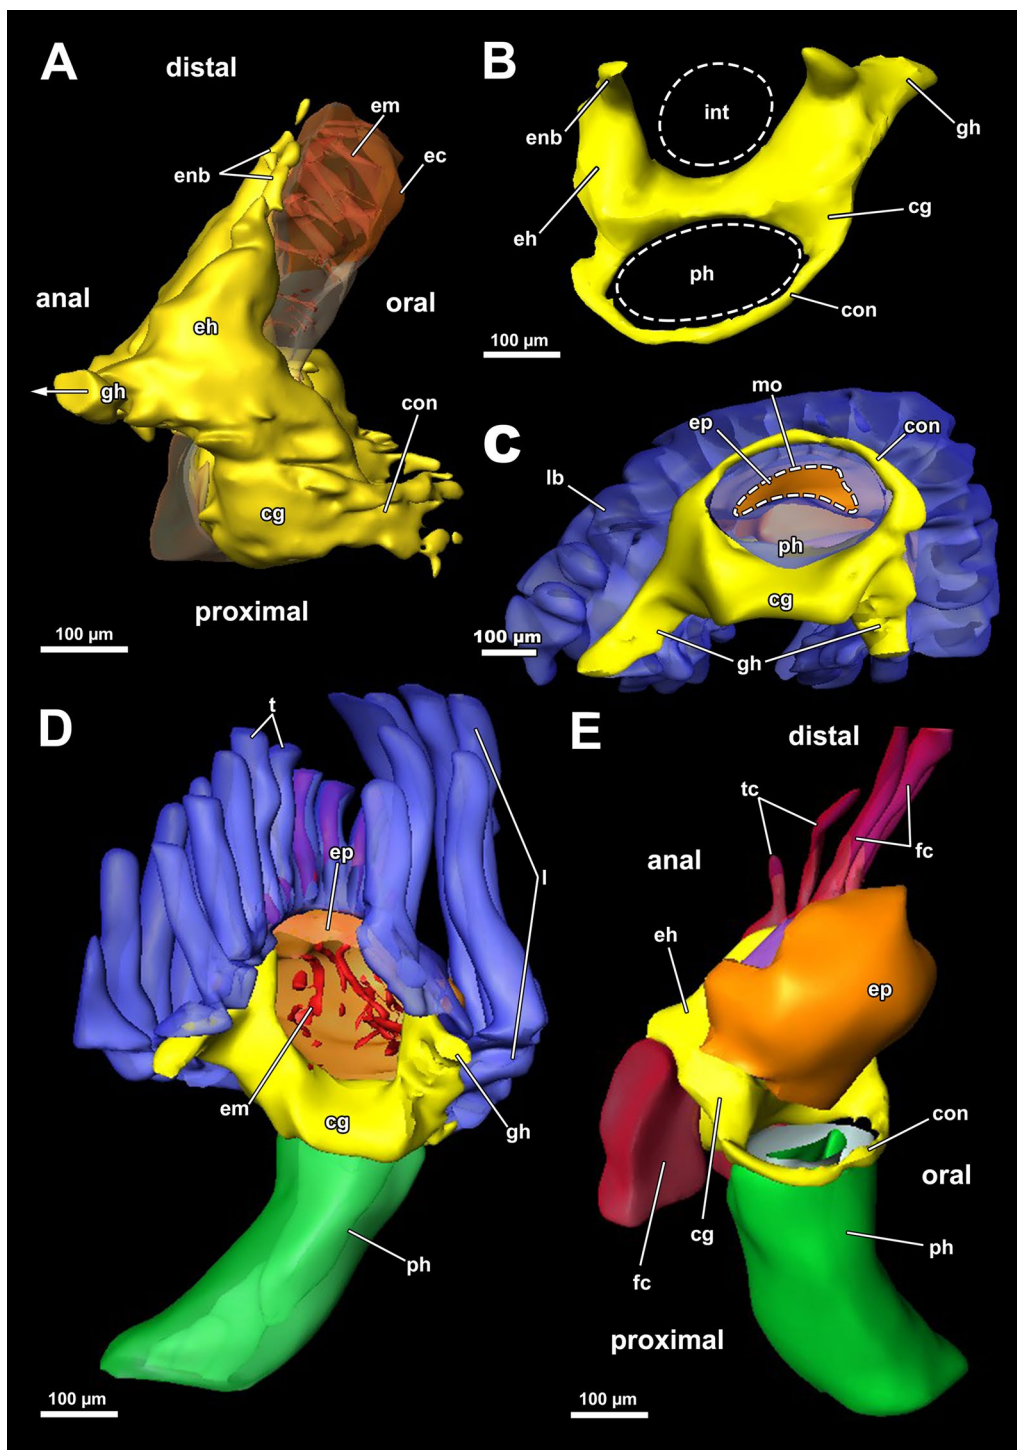 A
distal
em
ec
enb
anal
oral
eh
gh
con
cg
proximal
100 µm
B
int
enb
gh
eh
cg
ph
con
100 µm
C
mo
ep
con
lb
ph
cg
gh
100 µm
D
t
ep
l
em
cg
gh
ph
100 µm
E
distal
tc
fc
anal
eh
ep
con
oral
cg
ph
fc
proximal
100 µm